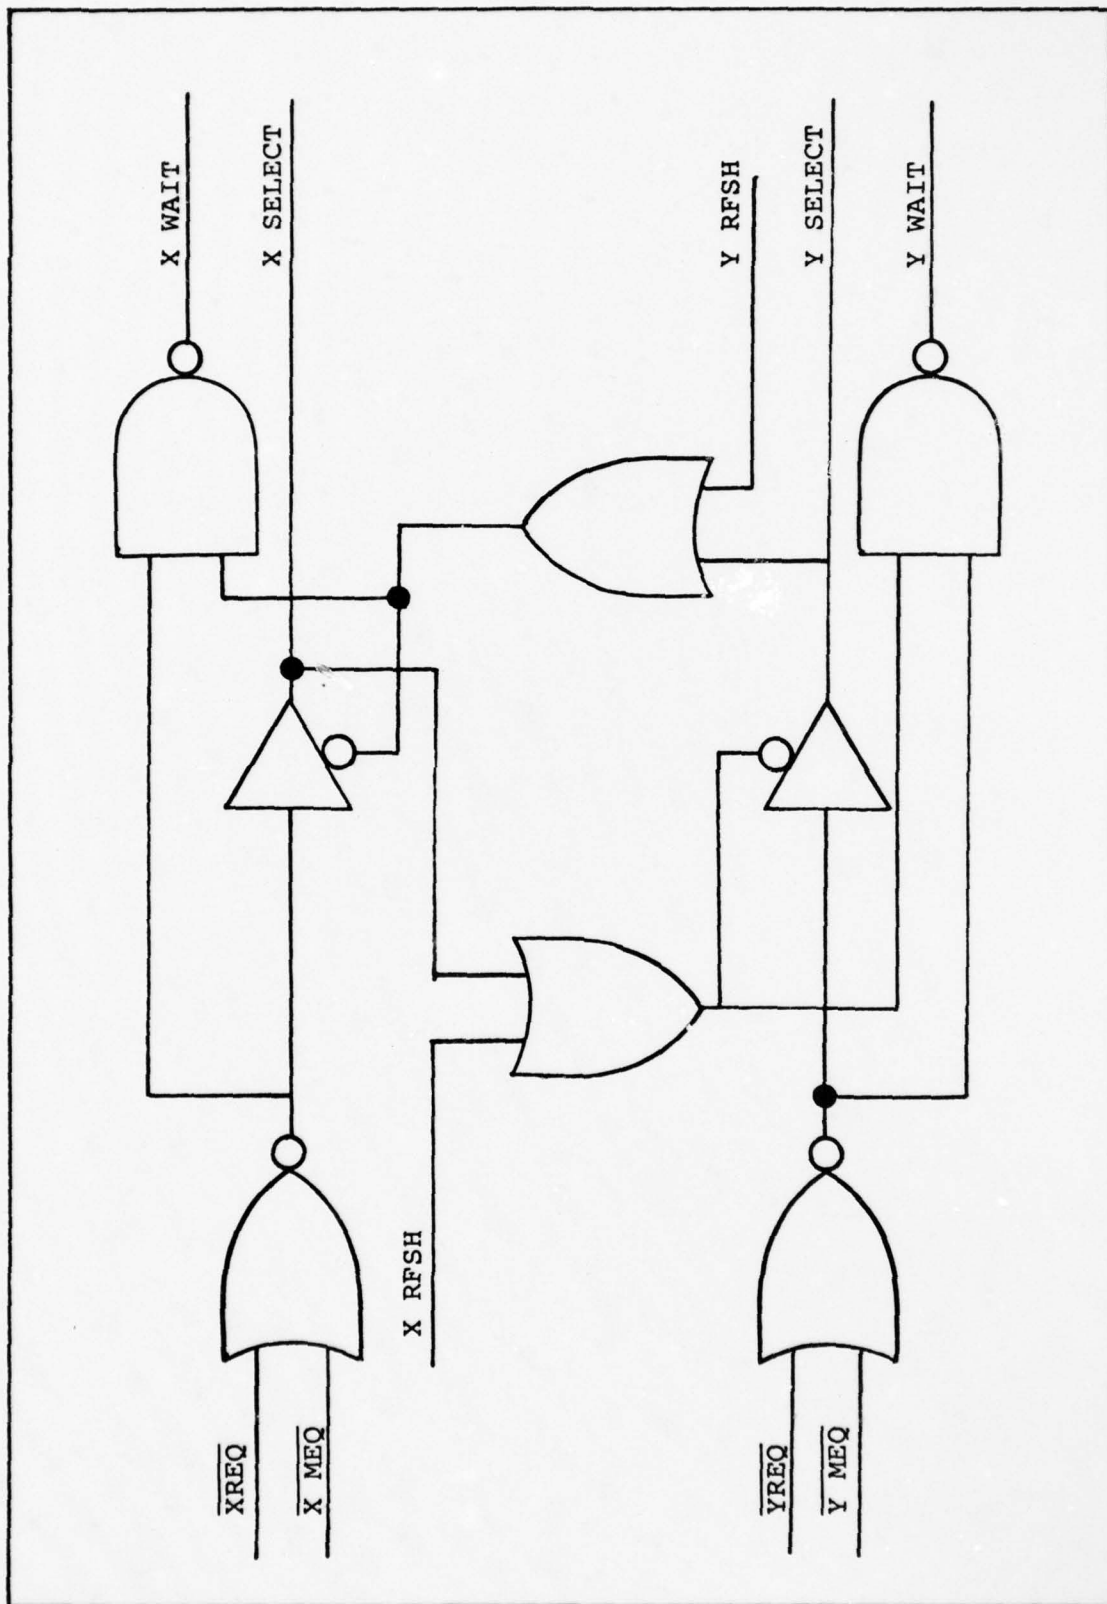 X WAIT
X SELECT
Y RFSH
Y SELECT
Y WAIT
X RFSH
XREQ
X MEQ
YREQ
Y MEQ